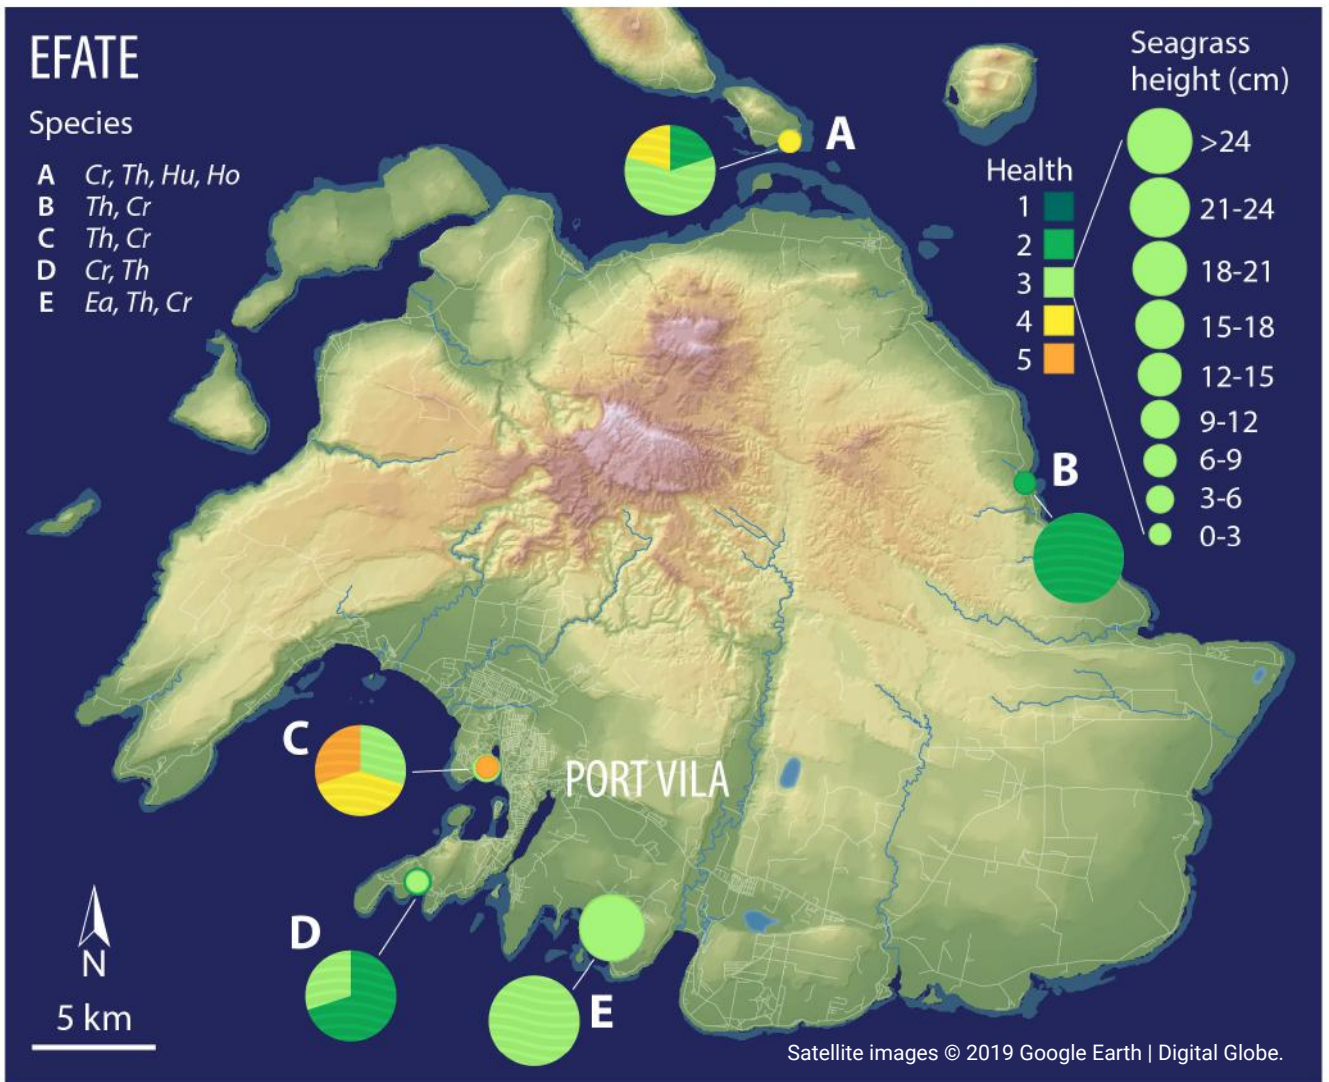 EFATE
Species
A Cr, Th, Hu, Ho
B Th, Cr
C Th, Cr
D Cr, Th
E Ea, Th, Cr
Seagrass
height (cm)
>24
21-24
18-21
15-18
12-15
9-12
6-9
3-6
0-3
Health
1
2
3
4
5
A
B
C
PORT VILA
D
E
N
5 km
Satellite images © 2019 Google Earth | Digital Globe.